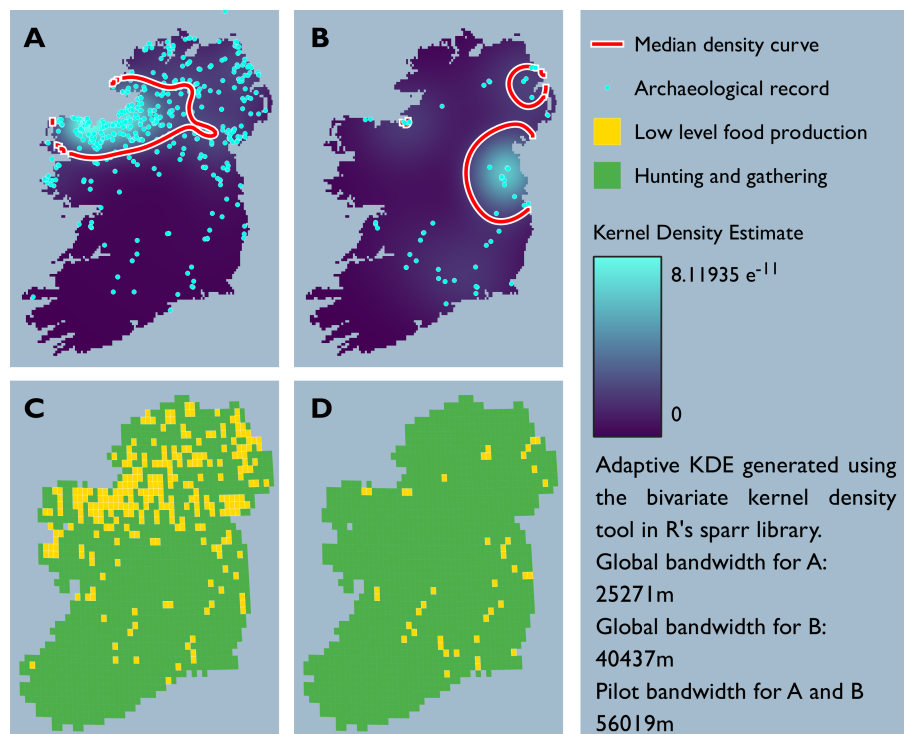 A
B
Median density curve
Archaeological record
Low level food production
Hunting and gathering
Kernel Density Estimate
8.11935 e-11
0
C
D
Adaptive KDE generated using
the bivariate kernel density
tool in R's sparr library.
Global bandwidth for A:
25271m
Global bandwidth for B:
40437m
Pilot bandwidth for A and B
56019m